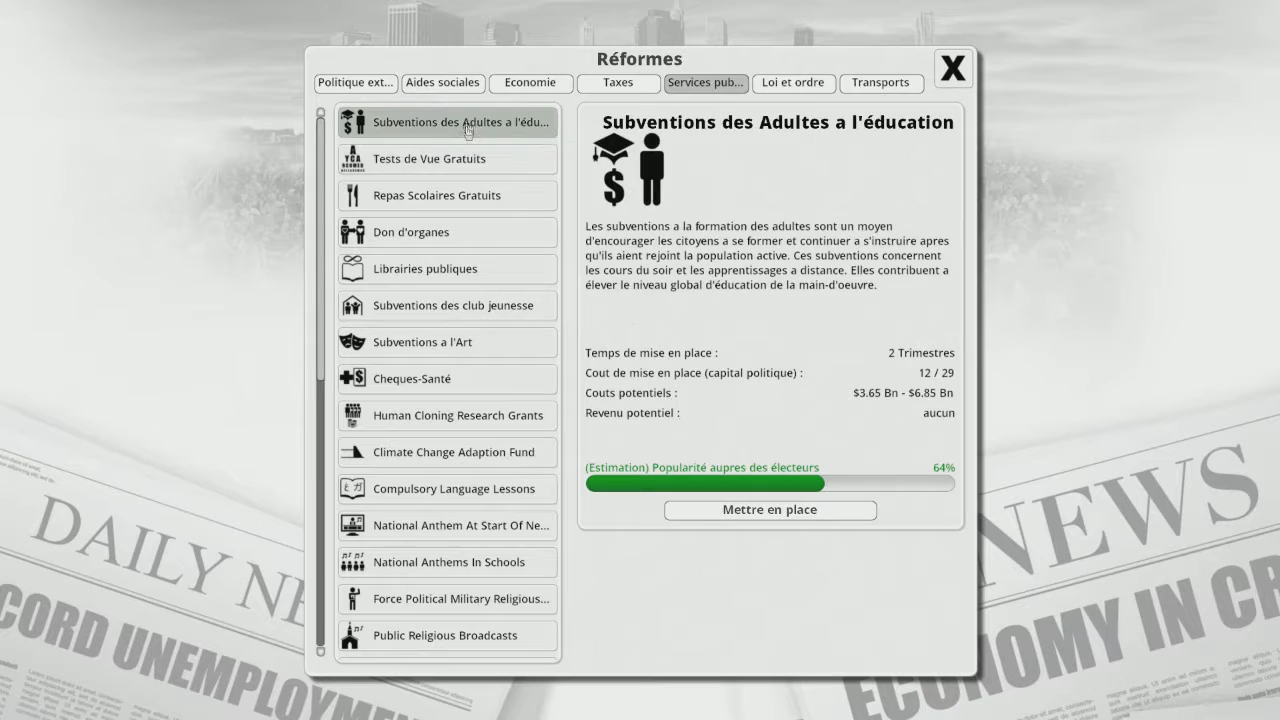 Réformes
X
Politique ext...
Aides sociales
Economie
Taxes
Services pub...
Loi et ordre
Transports
Subventions des Adultes a l'édu...
Tests de Vue Gratuits
Repas Scolaires Gratuits
Don d'organes
Librairies publiques
Subventions des club jeunesse
Subventions a l'Art
Cheques-Santé
Human Cloning Research Grants
Climate Change Adaption Fund
Compulsory Language Lessons
National Anthem At Start Of Ne...
National Anthems In Schools
Force Political Military Religious...
Public Religious Broadcasts
Subventions des Adultes a l'éducation
Les subventions a la formation des adultes sont un moyen
d'encourager les citoyens a se former et continuer a s'instruire apres
qu'ils aient rejoint la population active. Ces subventions concernent
les cours du soir et les apprentissages a distance. Elles contribuent a
élever le niveau global d'éducation de la main-d'oeuvre.
Temps de mise en place : 2 Trimestres
Cout de mise en place (capital politique) : 12 / 29
Couts potentiels : $3.65 Bn - $6.85 Bn
Revenu potentiel : aucun
(Estimation) Popularité aupres des électeurs 64%
Mettre en place
DAILY NE
CORD UNEMPLOYM
NEWS
ECONOMY IN CR